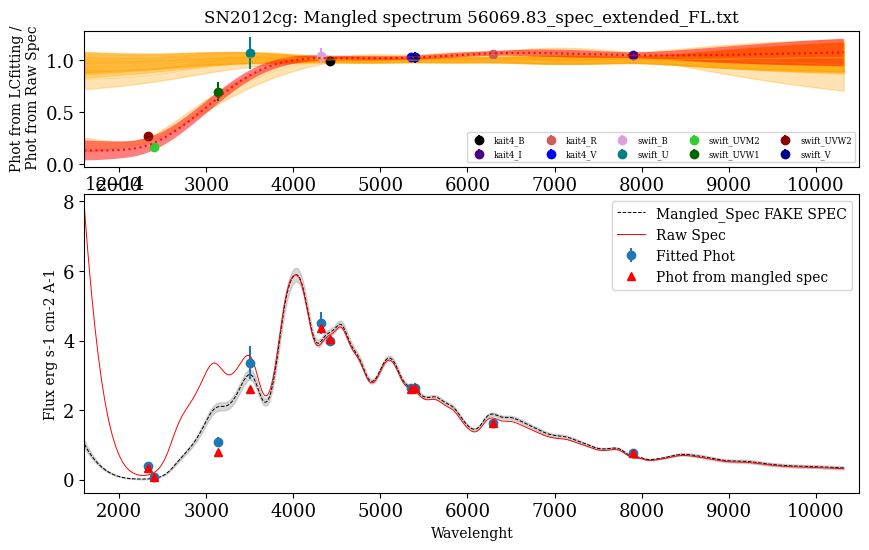 SN2012cg: Mangled spectrum 56069.83_spec_extended_FL.txt
Phot from LCfitting /
Phot from Raw Spec
1.0
0.5
0.0
kait4_B
kait4_I
kait4_R
kait4_V
swift_B
swift_U
swift_UVM2
swift_UVW1
swift_UVW2
swift_V
2000 3000 4000 5000 6000 7000 8000 9000 10000
1e−14
Flux erg s-1 cm-2 A-1
8
6
4
2
0
Mangled_Spec FAKE SPEC
Raw Spec
Fitted Phot
Phot from mangled spec
2000 3000 4000 5000 6000 7000 8000 9000 10000
Wavelenght